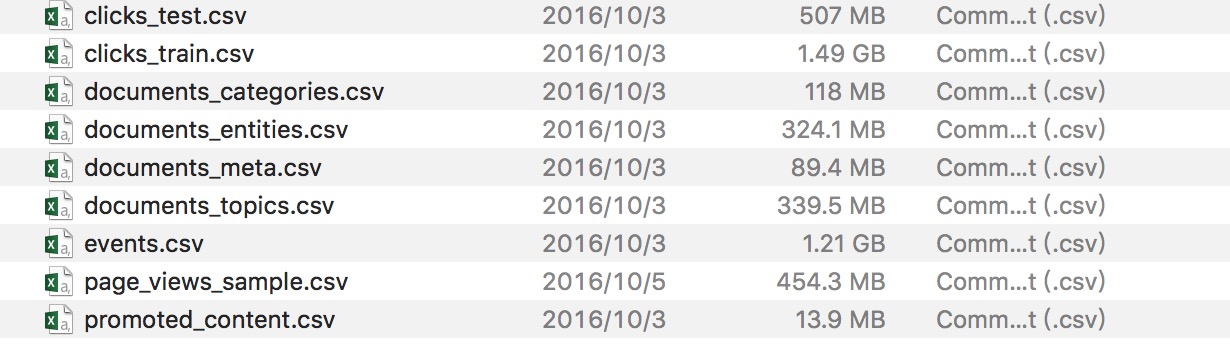 clicks_test.csv 2016/10/3 507 MB Comm...t (.csv)
clicks_train.csv 2016/10/3 1.49 GB Comm...t (.csv)
documents_categories.csv 2016/10/3 118 MB Comm...t (.csv)
documents_entities.csv 2016/10/3 324.1 MB Comm...t (.csv)
documents_meta.csv 2016/10/3 89.4 MB Comm...t (.csv)
documents_topics.csv 2016/10/3 339.5 MB Comm...t (.csv)
events.csv 2016/10/3 1.21 GB Comm...t (.csv)
page_views_sample.csv 2016/10/5 454.3 MB Comm...t (.csv)
promoted_content.csv 2016/10/3 13.9 MB Comm...t (.csv)